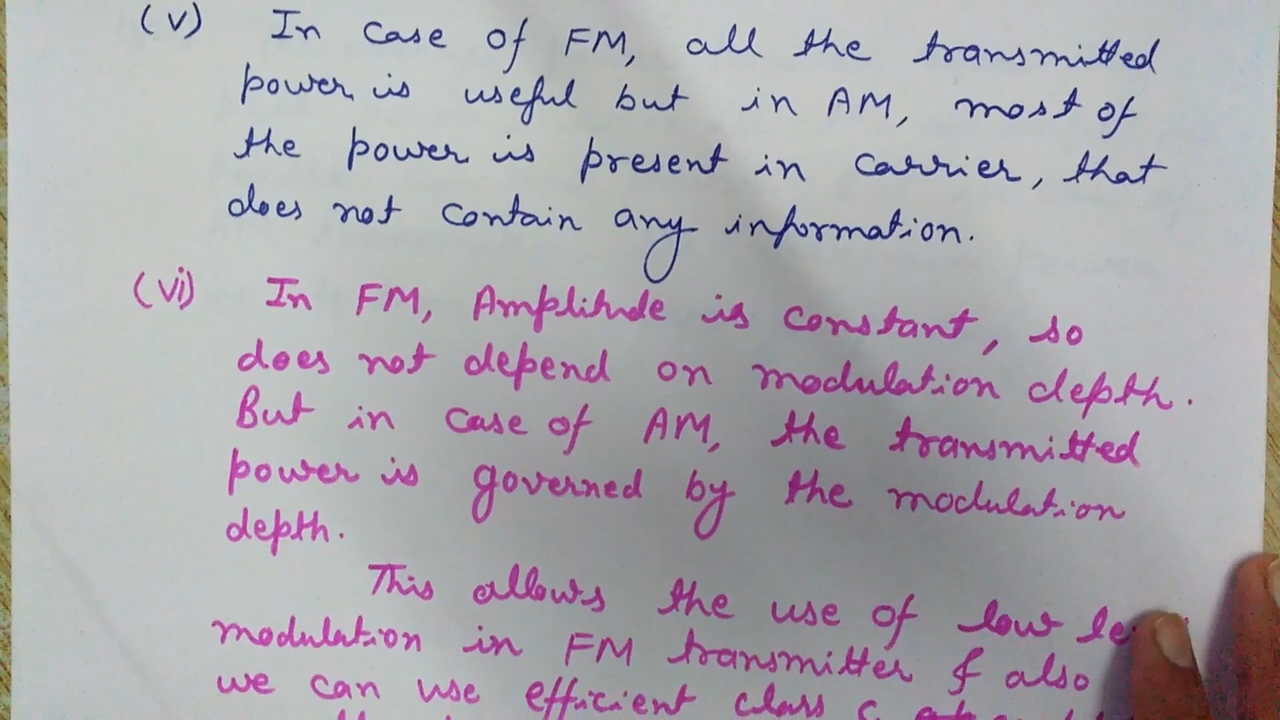 (v) In case of FM, all the transmitted
power is useful but in AM, most of
the power is present in carrier, that
does not contain any information.
(vi) In FM, Amplitude is constant, so
does not depend on modulation depth.
But in case of AM, the transmitted
power is governed by the modulation
depth.
This allows the use of low
modulation in FM transmitter & also
we can use efficient class C